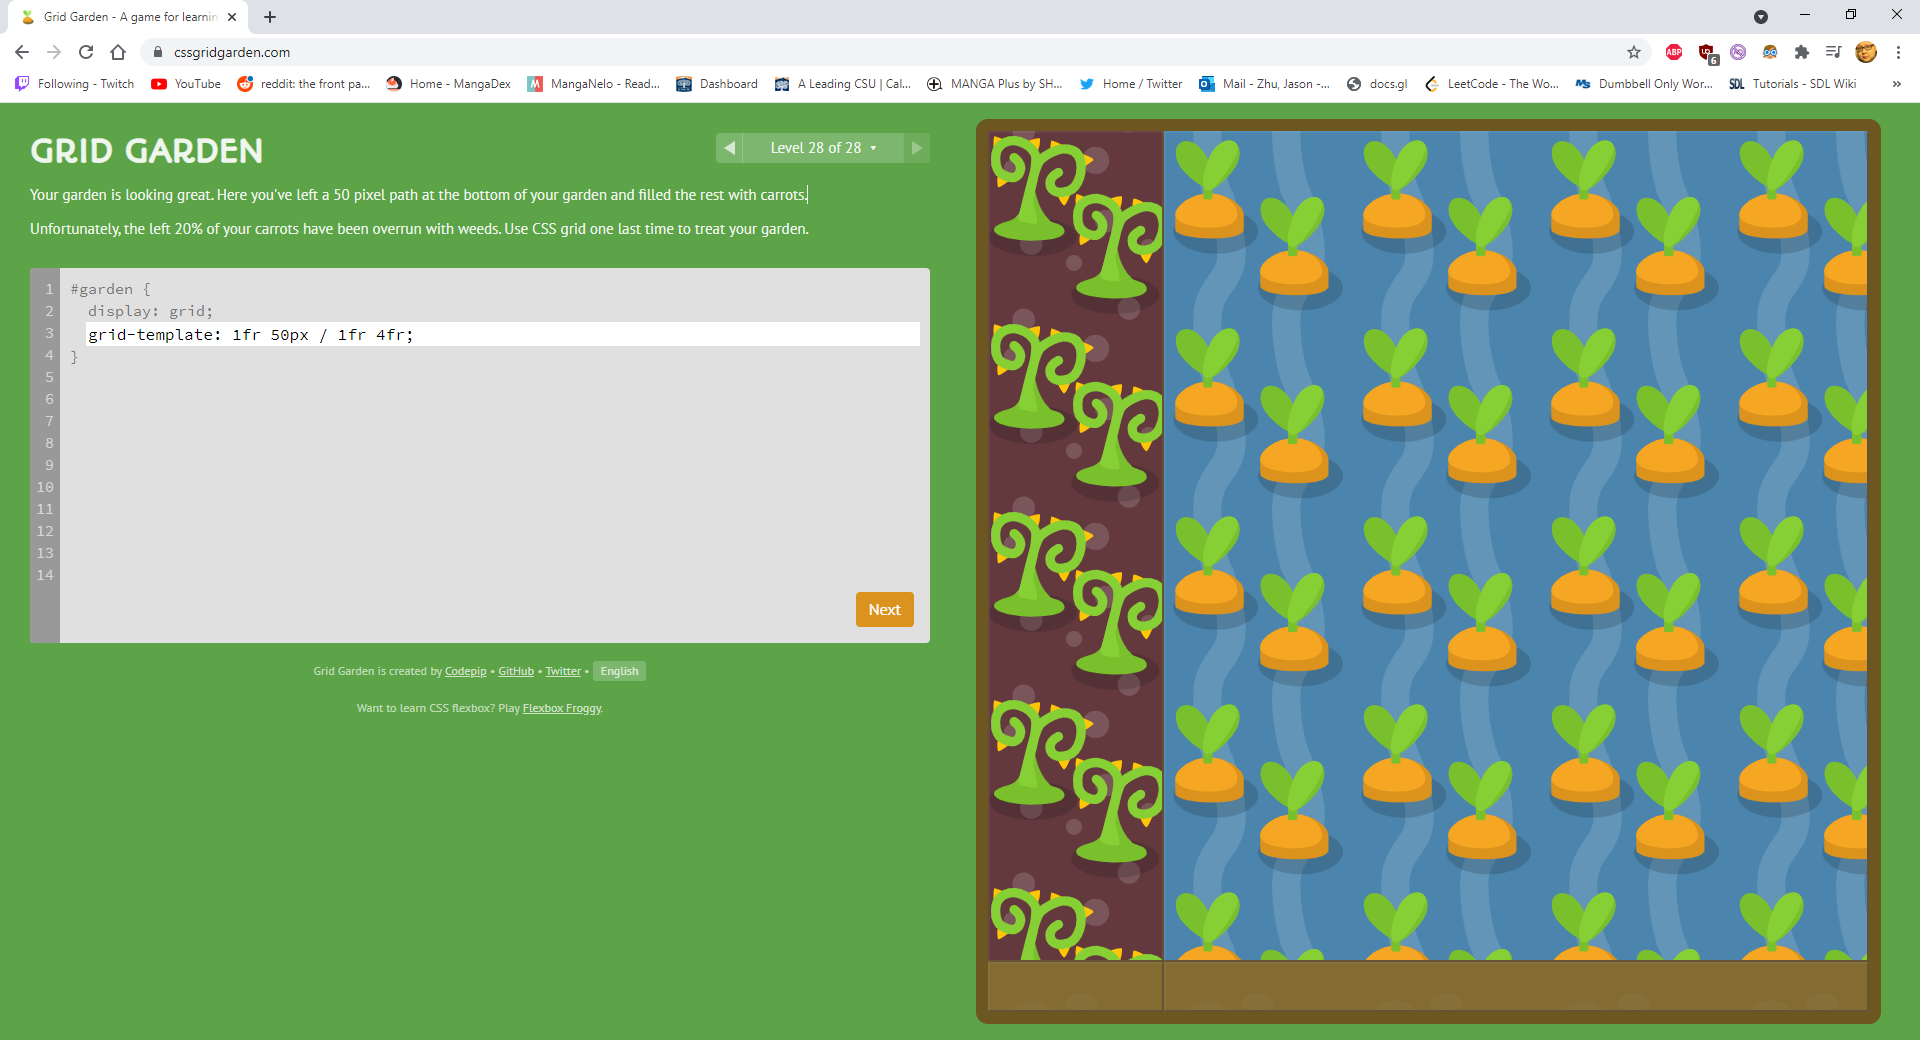 Grid Garden - A game for learnin
cssgridgarden.com
ABP
6
Following - Twitch
YouTube
reddit: the front pa...
Home - MangaDex
MangaNelo - Read...
Dashboard
A Leading CSU | Cal...
MANGA Plus by SH...
Home / Twitter
Mail - Zhu, Jason -...
docs.gl
LeetCode - The Wo...
Dumbbell Only Wor...
SDL Tutorials - SDL Wiki
»
GRID GARDEN
Level 28 of 28
Your garden is looking great. Here you've left a 50 pixel path at the bottom of your garden and filled the rest with carrots.
Unfortunately, the left 20% of your carrots have been overrun with weeds. Use CSS grid one last time to treat your garden.
1 #garden {
2 display: grid;
3 grid-template: 1fr 50px / 1fr 4fr;
4 }
5
6
7
8
9
10
11
12
13
14
Next
Grid Garden is created by Codepip • GitHub • Twitter • English
Want to learn CSS flexbox? Play Flexbox Froggy.